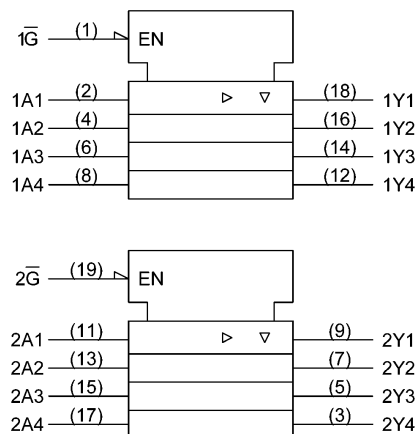 1G̅ (1) EN
1A1 (2) (18) 1Y1
1A2 (4) (16) 1Y2
1A3 (6) (14) 1Y3
1A4 (8) (12) 1Y4
2G̅ (19) EN
2A1 (11) (9) 2Y1
2A2 (13) (7) 2Y2
2A3 (15) (5) 2Y3
2A4 (17) (3) 2Y4